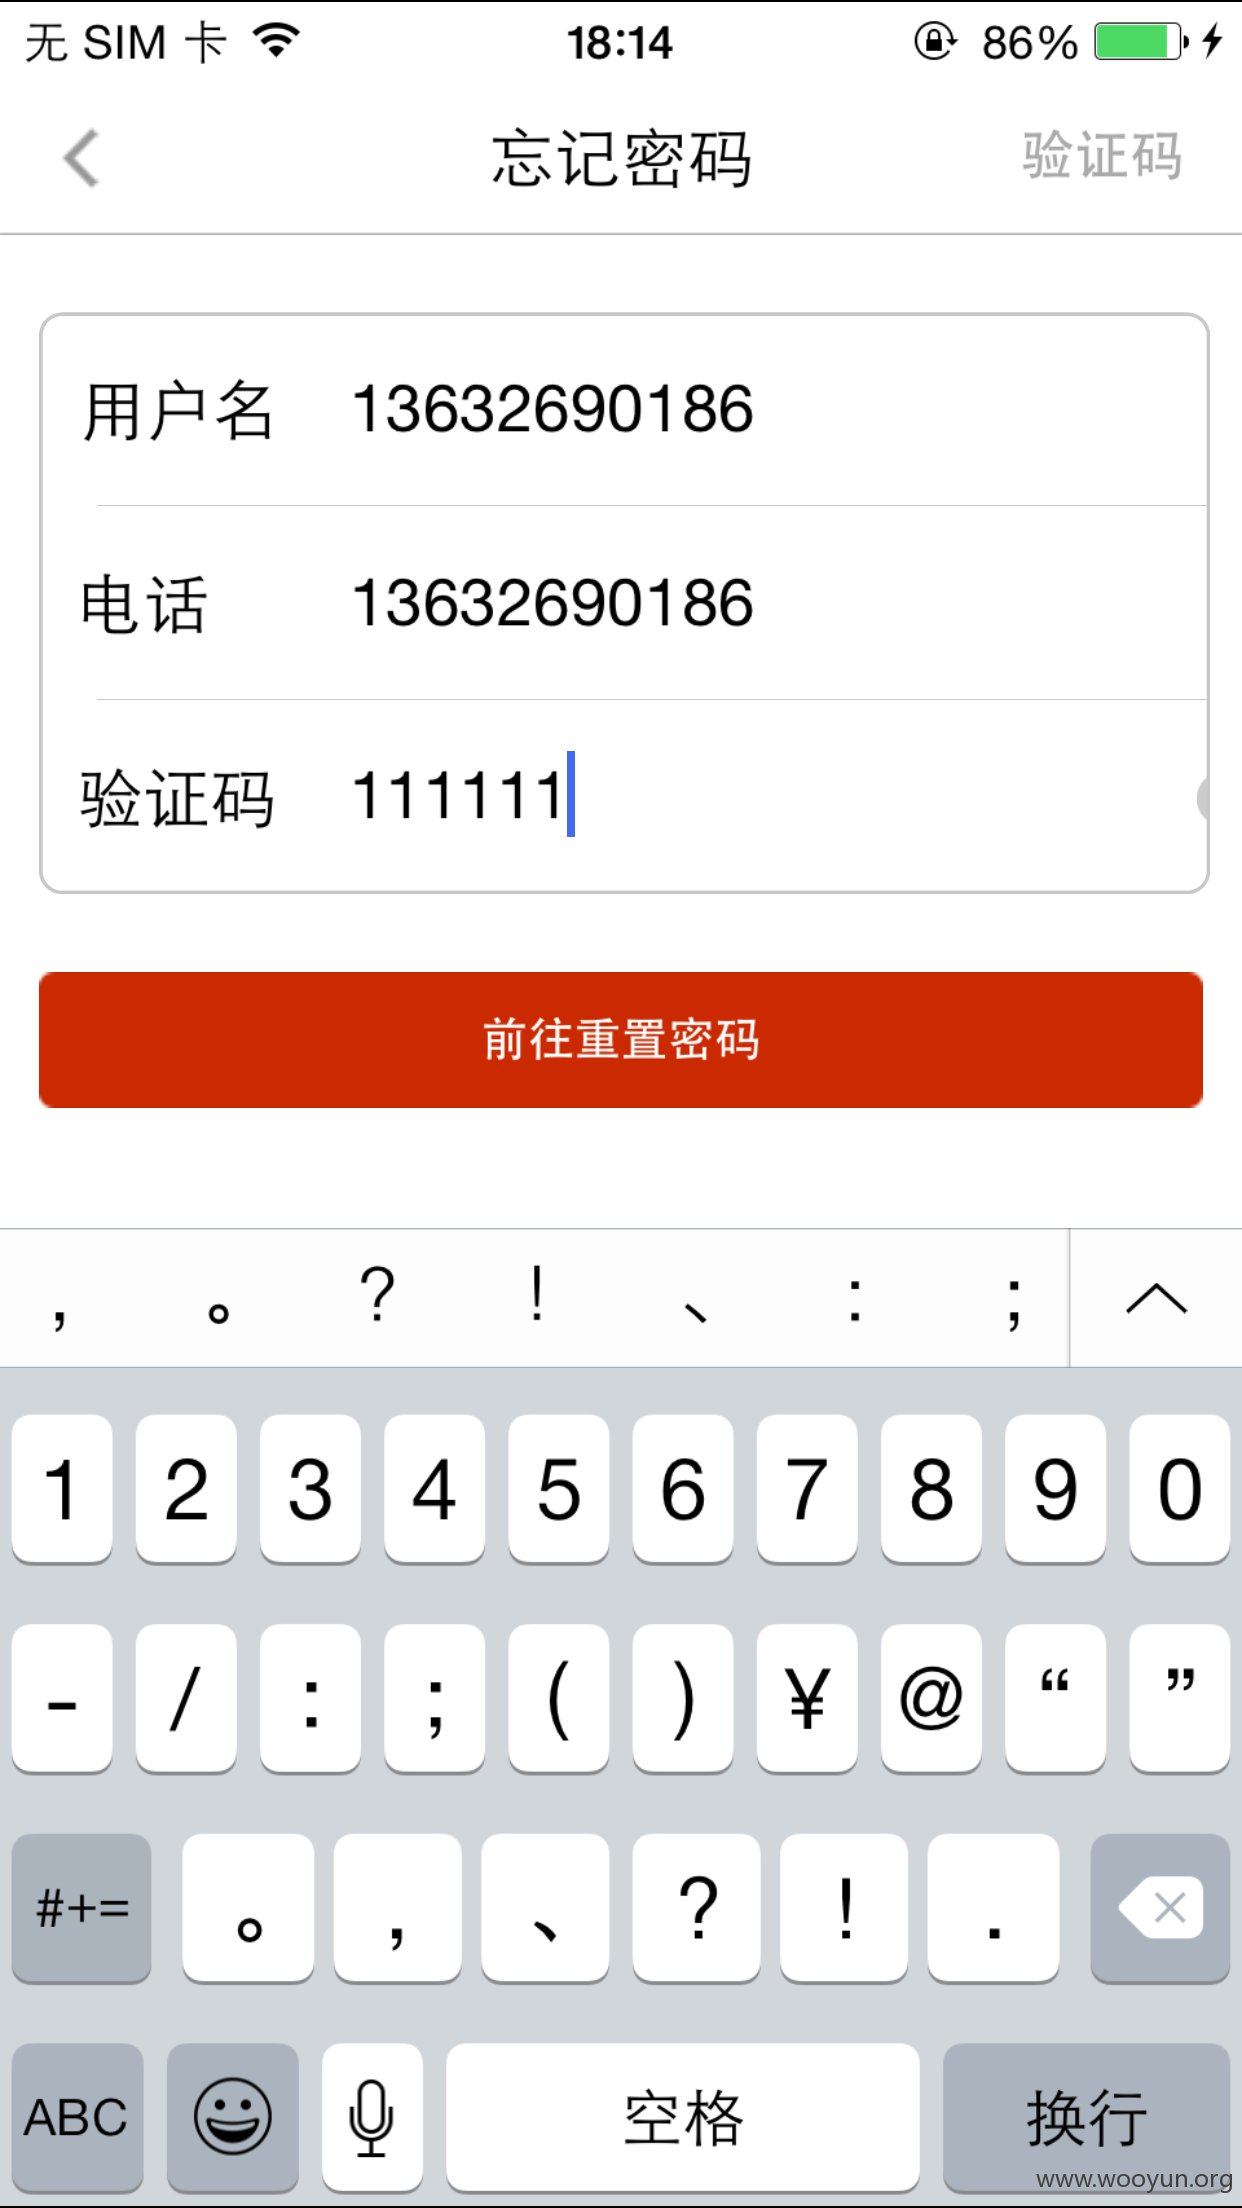 无 SIM 卡 18:14 86%
忘记密码 验证码
用户名 13632690186
电话 13632690186
验证码 111111
前往重置密码
， 。 ? ! 、 : ;
1 2 3 4 5 6 7 8 9 0
- / : ; ( ) ¥ @ “ ”
#+= 。 , 、 ? ! .
ABC 空格 换行
www.wooyun.org